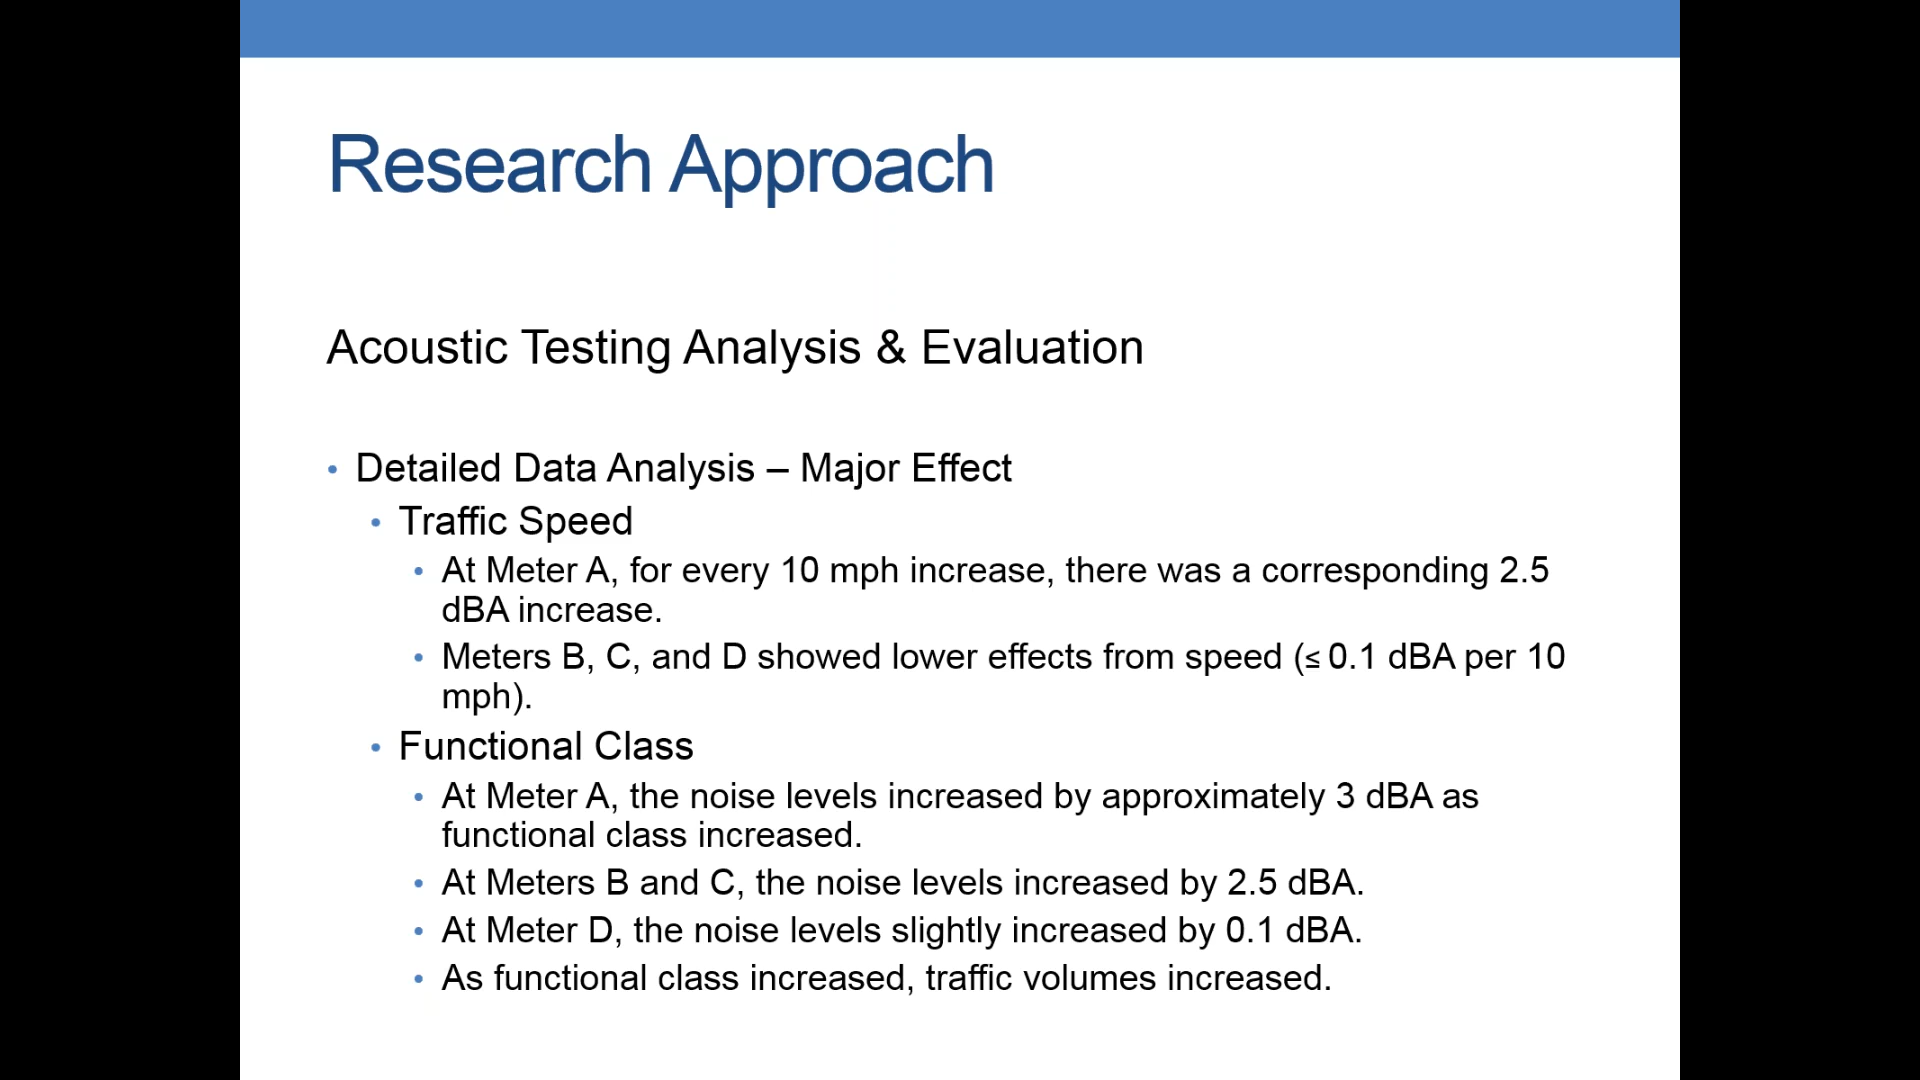 Research Approach
Acoustic Testing Analysis & Evaluation
• Detailed Data Analysis – Major Effect
• Traffic Speed
• At Meter A, for every 10 mph increase, there was a corresponding 2.5
dBA increase.
• Meters B, C, and D showed lower effects from speed (≤ 0.1 dBA per 10
mph).
• Functional Class
• At Meter A, the noise levels increased by approximately 3 dBA as
functional class increased.
• At Meters B and C, the noise levels increased by 2.5 dBA.
• At Meter D, the noise levels slightly increased by 0.1 dBA.
• As functional class increased, traffic volumes increased.